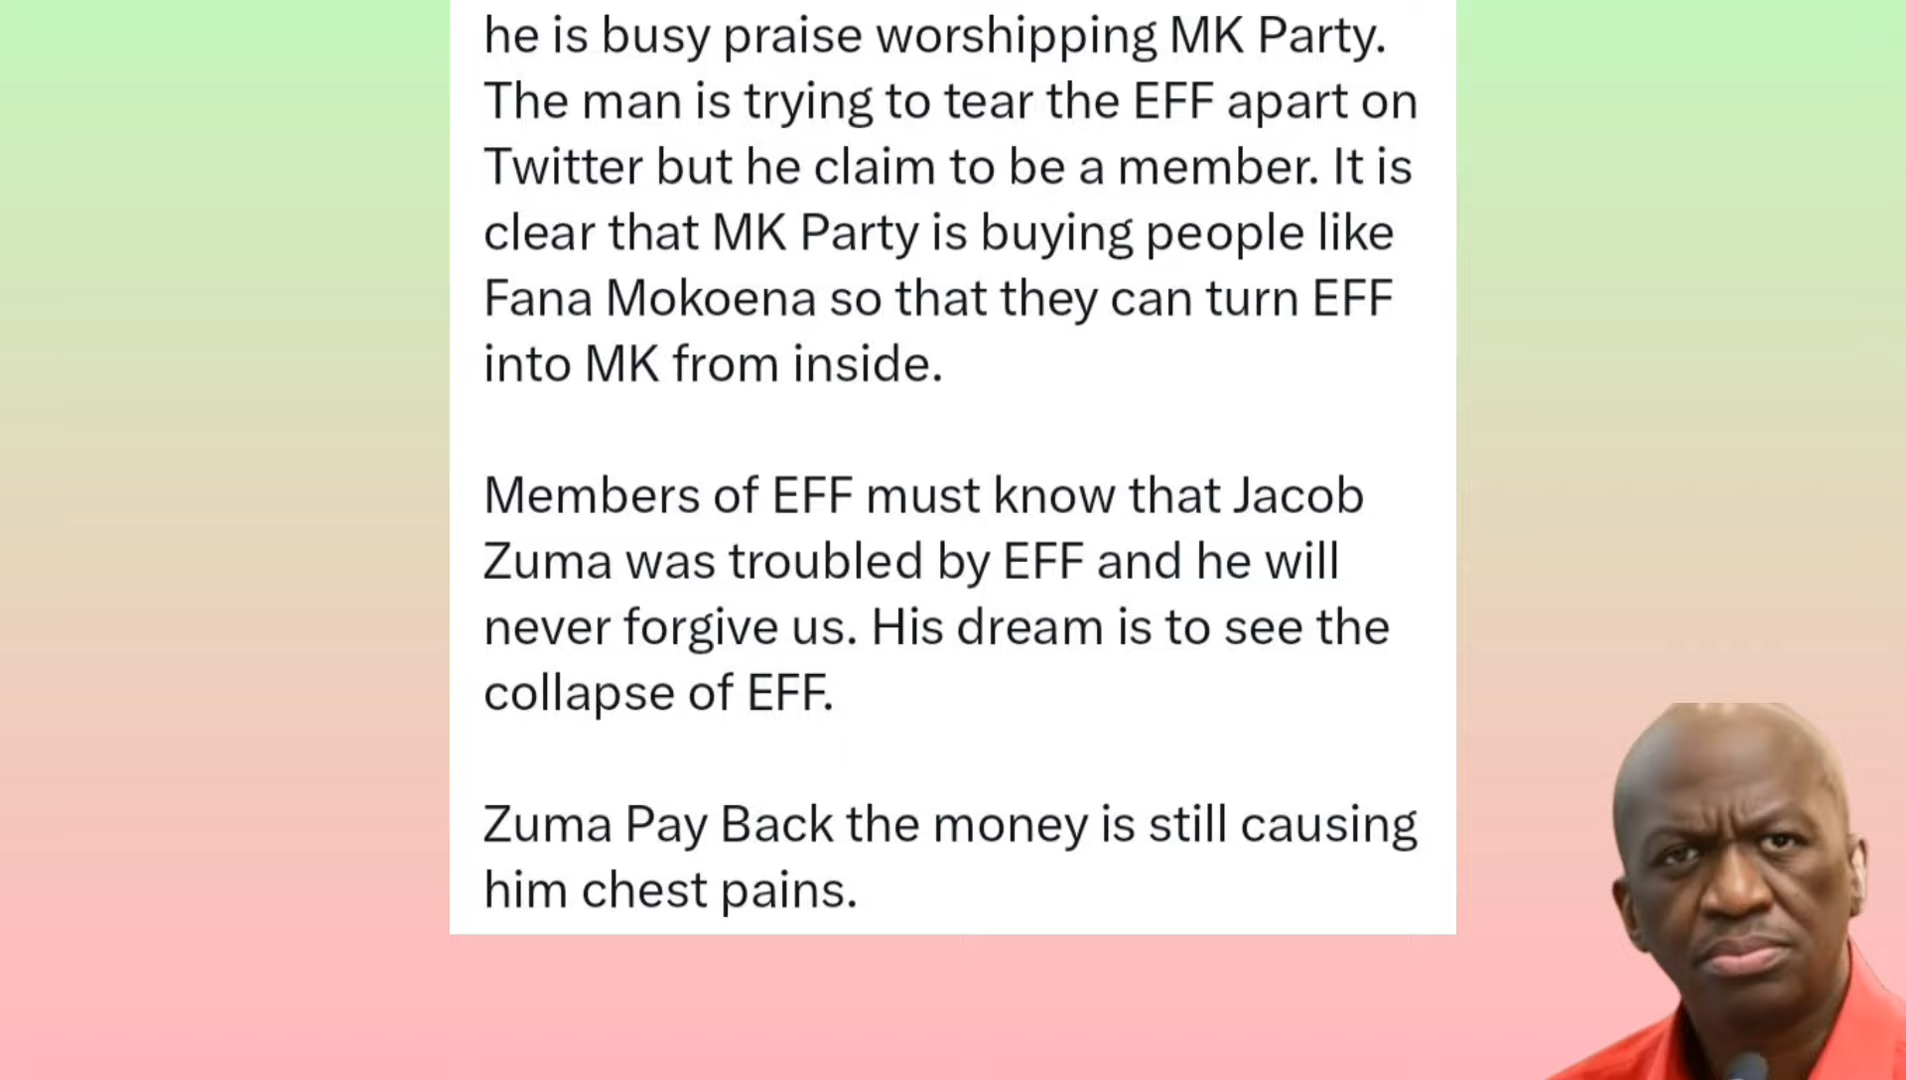 he is busy praise worshipping MK Party.
The man is trying to tear the EFF apart on
Twitter but he claim to be a member. It is
clear that MK Party is buying people like
Fana Mokoena so that they can turn EFF
into MK from inside.
Members of EFF must know that Jacob
Zuma was troubled by EFF and he will
never forgive us. His dream is to see the
collapse of EFF.
Zuma Pay Back the money is still causing
him chest pains.